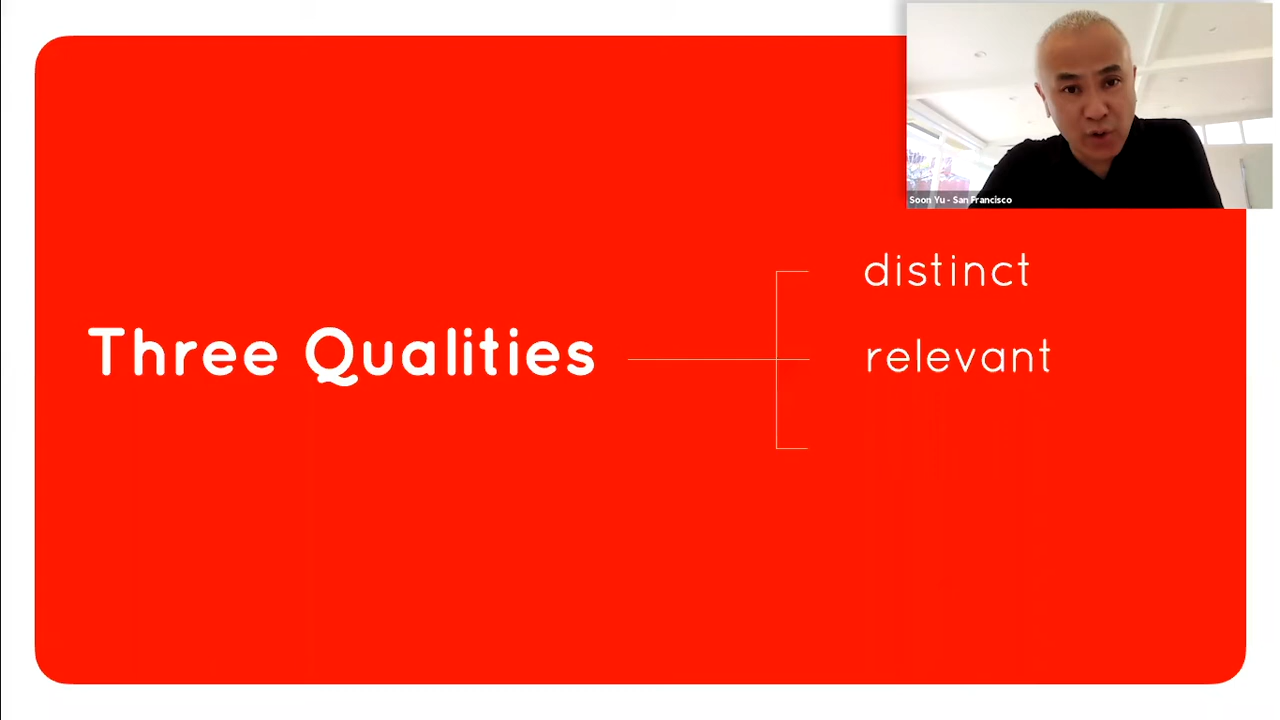 Soon Yu - San Francisco
distinct
Three Qualities
relevant